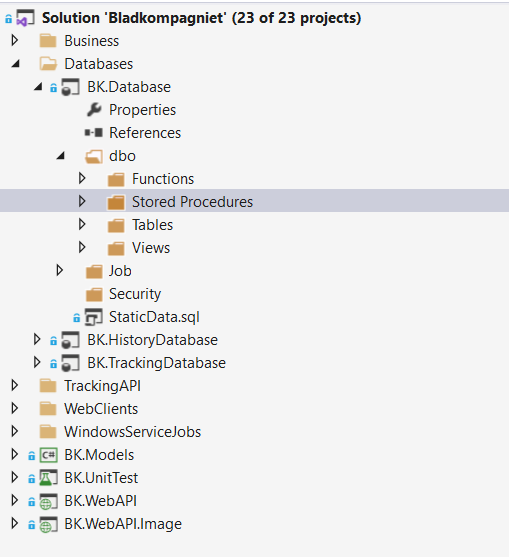 Solution 'Bladkompagniet' (23 of 23 projects)
Business
Databases
BK.Database
Properties
References
dbo
Functions
Stored Procedures
Tables
Views
Job
Security
StaticData.sql
BK.HistoryDatabase
BK.TrackingDatabase
TrackingAPI
WebClients
WindowsServiceJobs
C# BK.Models
BK.UnitTest
BK.WebAPI
BK.WebAPI.Image